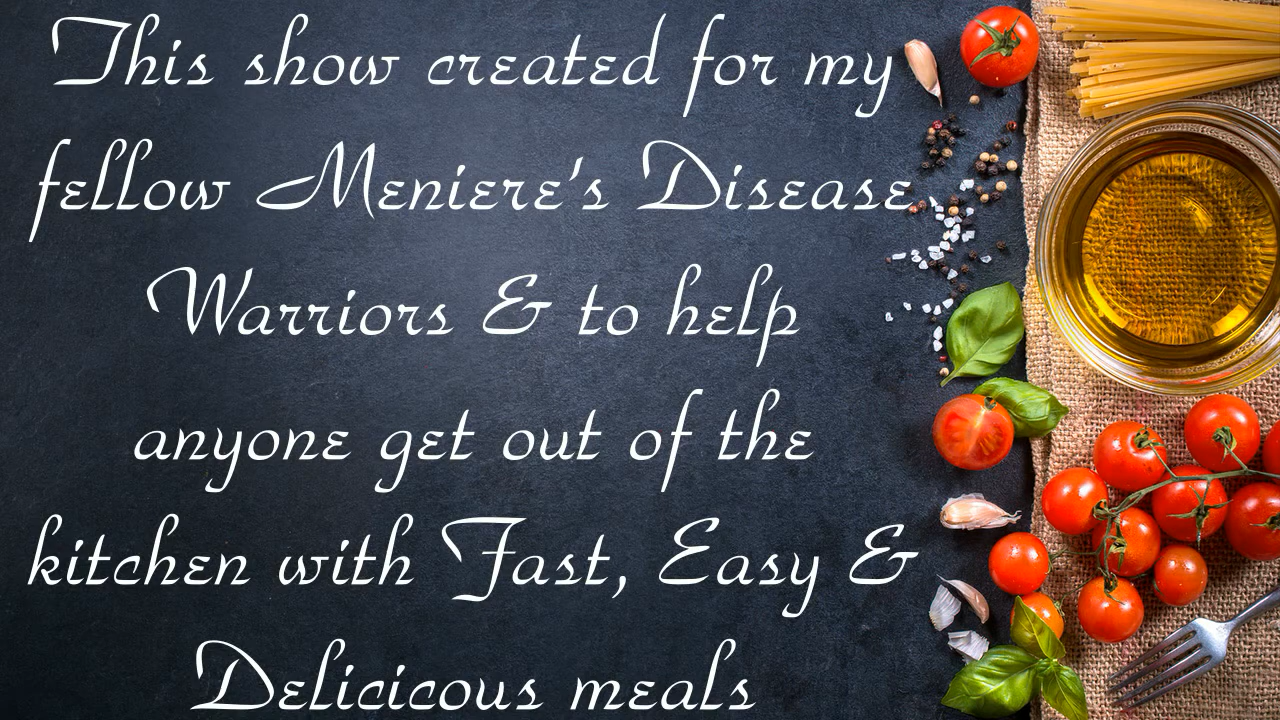 This show created for my
fellow Meniere's Disease
Warriors & to help
anyone get out of the
kitchen with Fast, Easy &
Delicicous meals